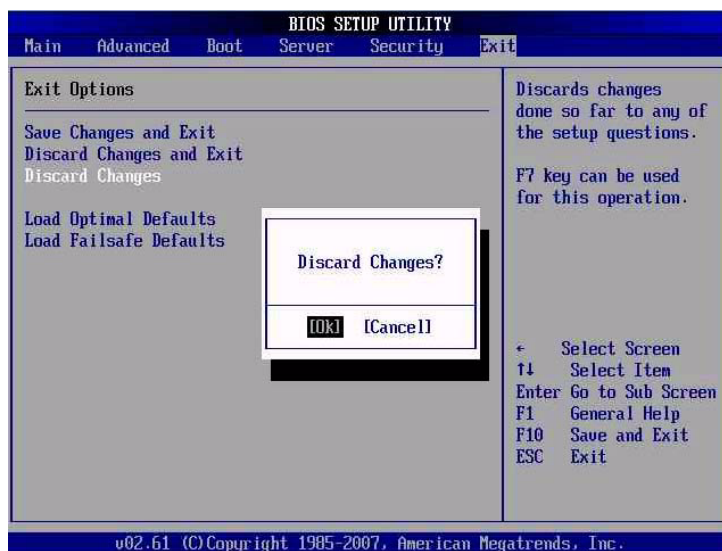 BIOS SETUP UTILITY
Main Advanced Boot Server Security Exit
Exit Options
Save Changes and Exit
Discard Changes and Exit
Discard Changes
Load Optimal Defaults
Load Failsafe Defaults
Discard Changes?
[Ok] [Cancel]
Discards changes
done so far to any of
the setup questions.
F7 key can be used
for this operation.
← Select Screen
↑↓ Select Item
Enter Go to Sub Screen
F1 General Help
F10 Save and Exit
ESC Exit
v02.61 (C)Copyright 1985-2007, American Megatrends, Inc.